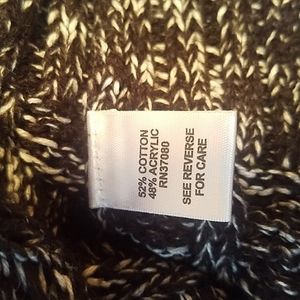 52% COTTON
48% ACRYLIC
RN37080
SEE REVERSE
FOR CARE